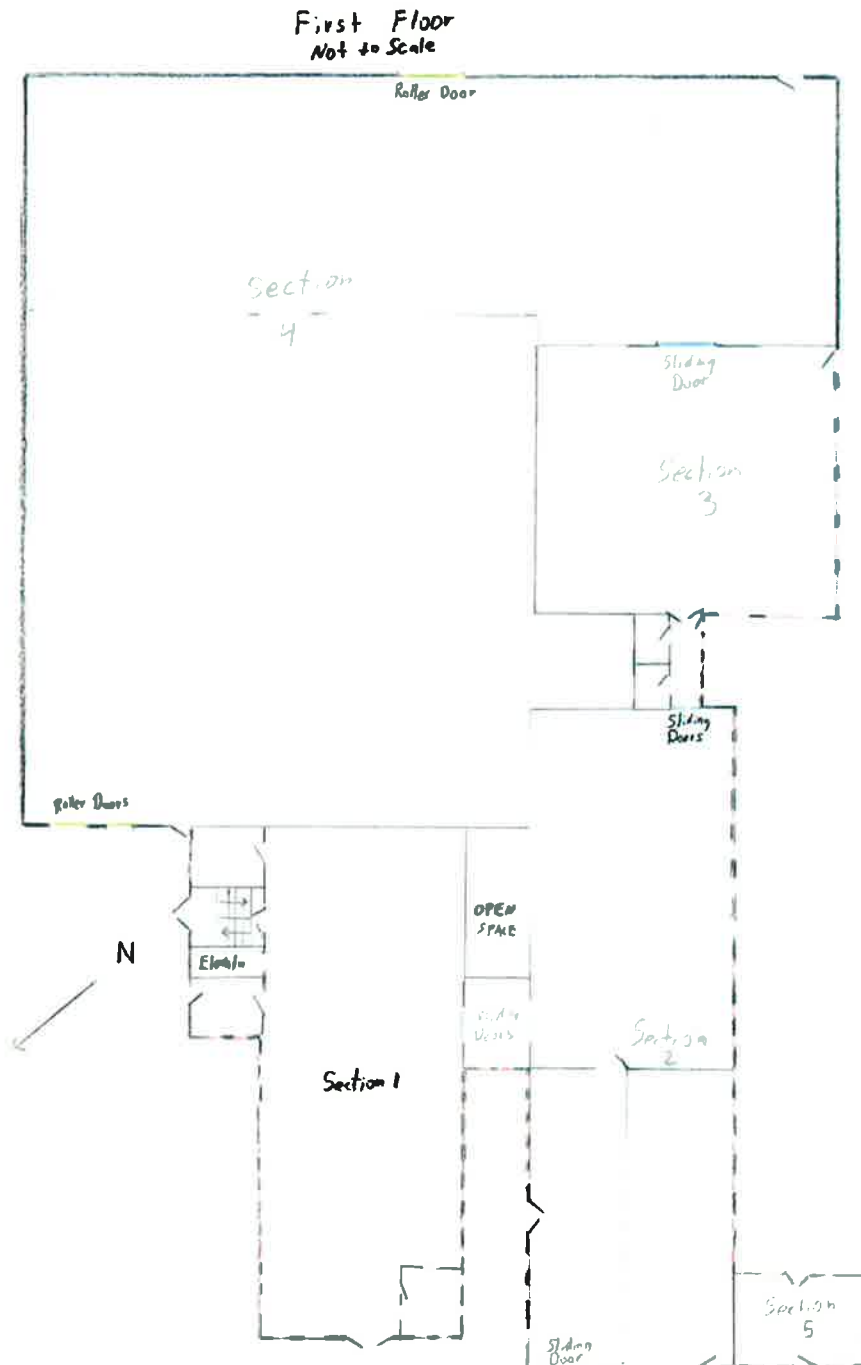 First Floor
Not to Scale
Roller Door
Section
4
Sliding
Door
Section
3
Sliding
Doors
Roller Doors
OPEN
SPACE
N
Doors
Section
2
Section 1
Section
5
Sliding
Door